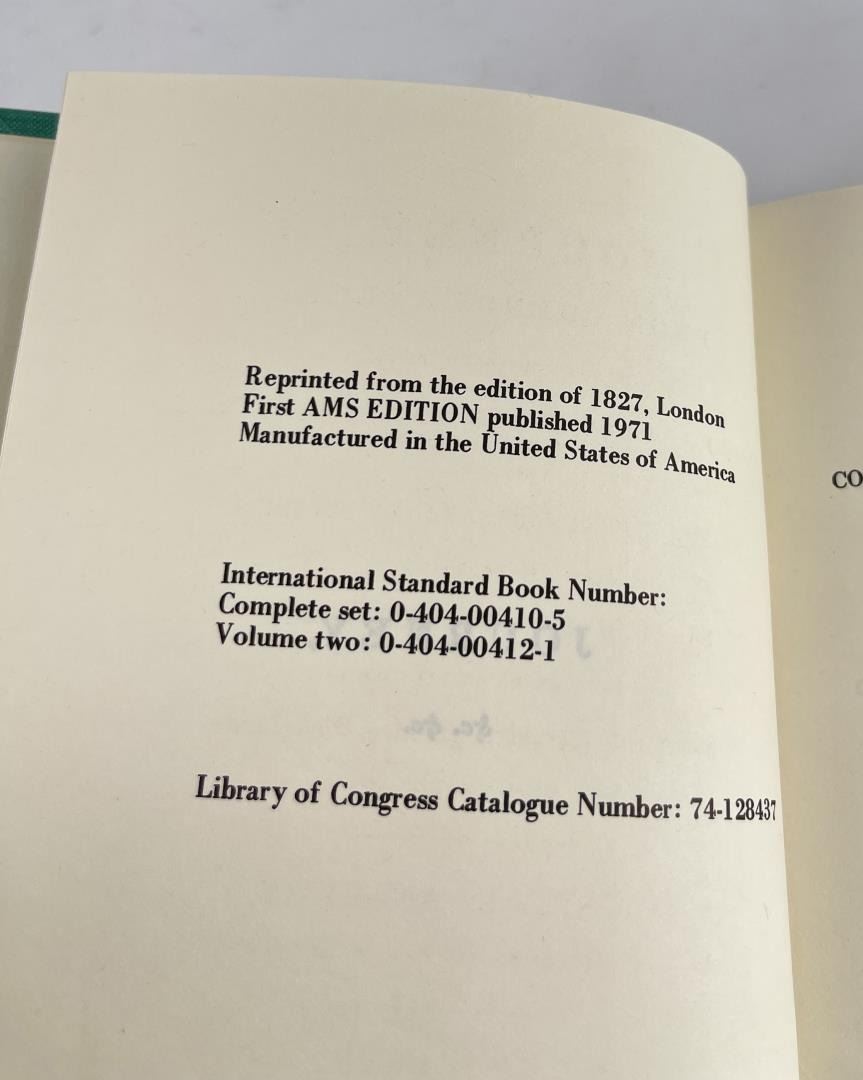 Reprinted from the edition of 1827, London
First AMS EDITION published 1971
Manufactured in the United States of America
International Standard Book Number:
Complete set: 0-404-00410-5
Volume two: 0-404-00412-1
Library of Congress Catalogue Number: 74-128437
CO